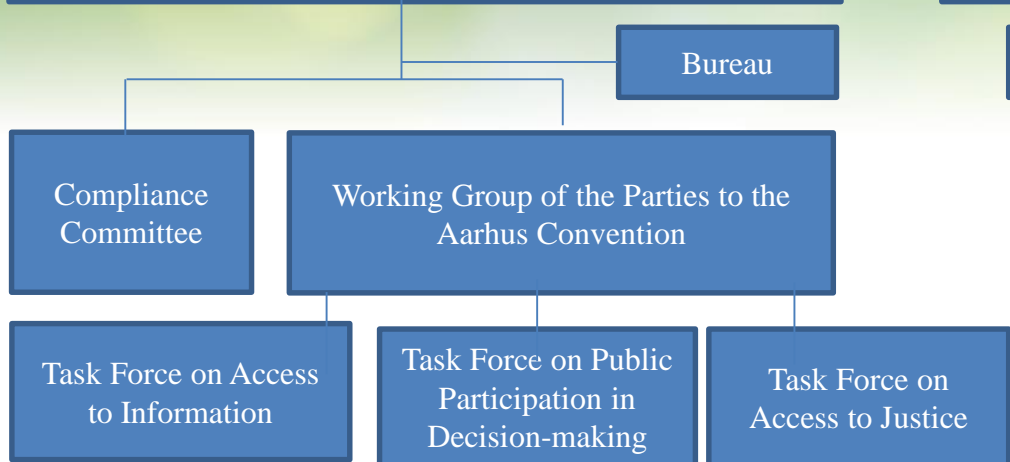 Bureau
Compliance
Committee
Working Group of the Parties to the
Aarhus Convention
Task Force on Access
to Information
Task Force on Public
Participation in
Decision-making
Task Force on
Access to Justice